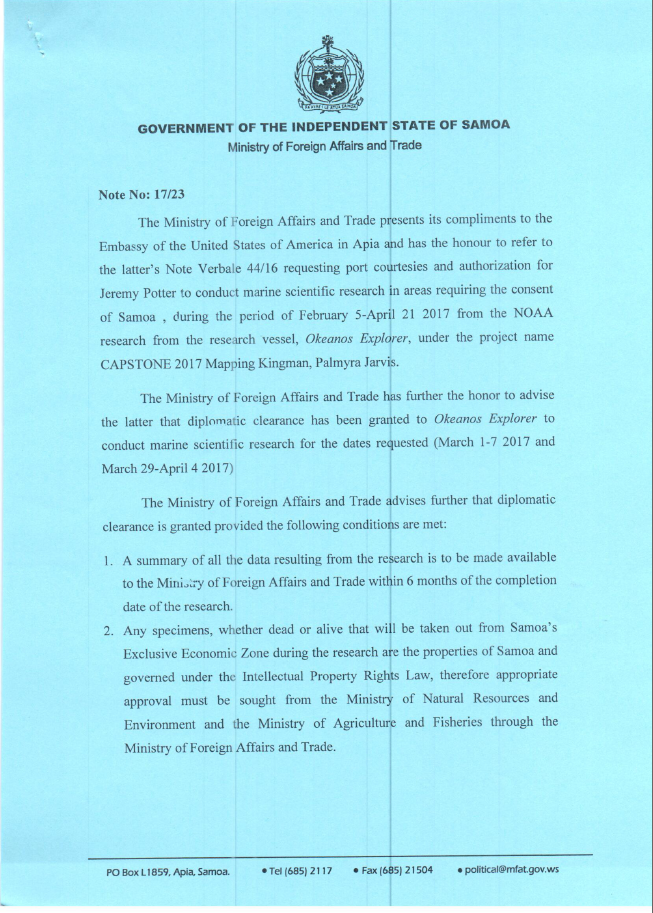 GOVERNMENT OF THE INDEPENDENT STATE OF SAMOA
Ministry of Foreign Affairs and Trade
Note No: 17/23
The Ministry of Foreign Affairs and Trade presents its compliments to the
Embassy of the United States of America in Apia and has the honour to refer to
the latter's Note Verbale 44/16 requesting port courtesies and authorization for
Jeremy Potter to conduct marine scientific research in areas requiring the consent
of Samoa , during the period of February 5-April 21 2017 from the NOAA
research from the research vessel, Okeanos Explorer, under the project name
CAPSTONE 2017 Mapping Kingman, Palmyra Jarvis.
The Ministry of Foreign Affairs and Trade has further the honor to advise
the latter that diplomatic clearance has been granted to Okeanos Explorer to
conduct marine scientific research for the dates requested (March 1-7 2017 and
March 29-April 4 2017)
The Ministry of Foreign Affairs and Trade advises further that diplomatic
clearance is granted provided the following conditions are met:
1. A summary of all the data resulting from the research is to be made available
to the Ministry of Foreign Affairs and Trade within 6 months of the completion
date of the research.
2. Any specimens, whether dead or alive that will be taken out from Samoa's
Exclusive Economic Zone during the research are the properties of Samoa and
governed under the Intellectual Property Rights Law, therefore appropriate
approval must be sought from the Ministry of Natural Resources and
Environment and the Ministry of Agriculture and Fisheries through the
Ministry of Foreign Affairs and Trade.
PO Box L1859, Apia, Samoa. • Tel (685) 2117 • Fax (685) 21504 • political@mfat.gov.ws